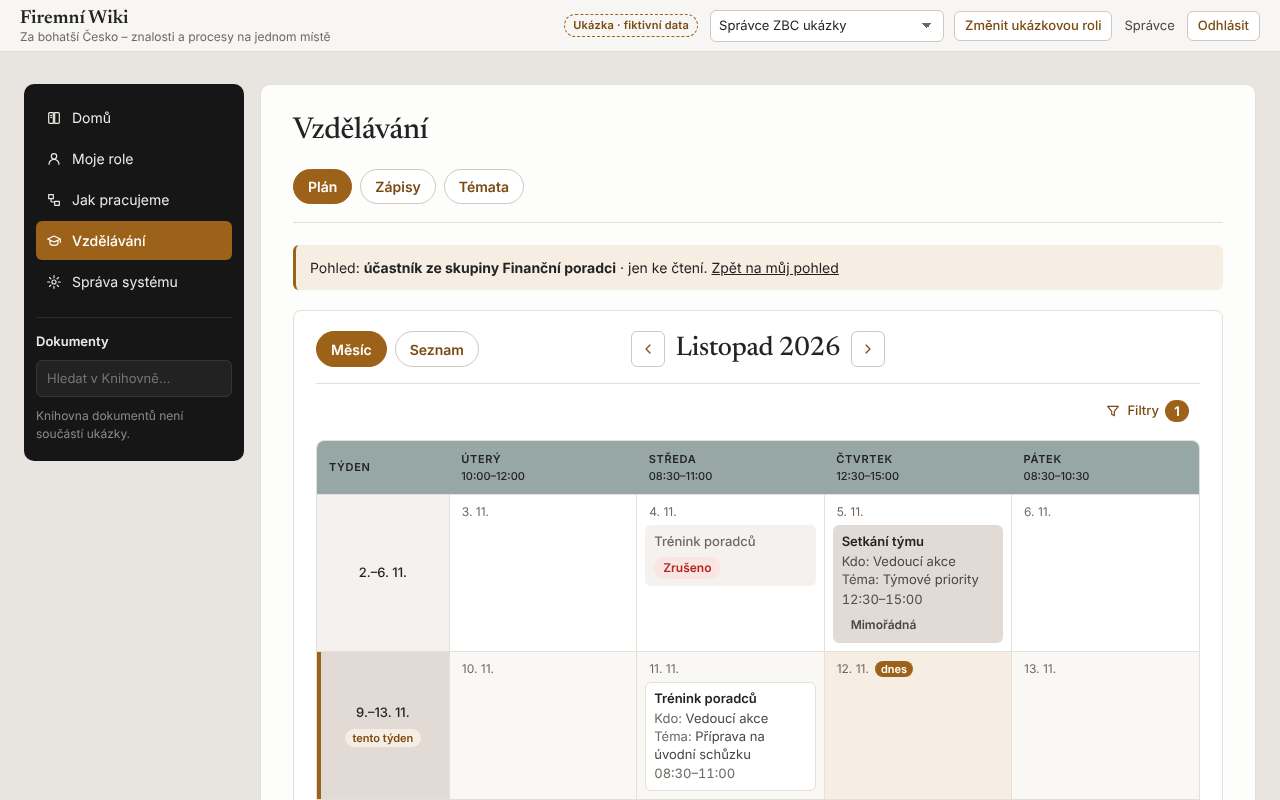 Firemní Wiki
Za bohatší Česko – znalosti a procesy na jednom místě
Ukázka · fiktivní data
Správce ZBC ukázky
Změnit ukázkovou roli
Správce
Odhlásit
Domů
Moje role
Jak pracujeme
Vzdělávání
Správa systému
Dokumenty
Hledat v Knihovně…
Knihovna dokumentů není
součástí ukázky.
Vzdělávání
Plán
Zápisy
Témata
Pohled: účastník ze skupiny Finanční poradci · jen ke čtení. Zpět na můj pohled
Měsíc
Seznam
Listopad 2026
Filtry 1
TÝDEN
ÚTERÝ
10:00–12:00
STŘEDA
08:30–11:00
ČTVRTEK
12:30–15:00
PÁTEK
08:30–10:30
2.–6. 11.
3. 11.
4. 11.
Trénink poradců
Zrušeno
5. 11.
Setkání týmu
Kdo: Vedoucí akce
Téma: Týmové priority
12:30–15:00
Mimořádná
6. 11.
9.–13. 11.
tento týden
10. 11.
11. 11.
Trénink poradců
Kdo: Vedoucí akce
Téma: Příprava na
úvodní schůzku
08:30–11:00
12. 11. dnes
13. 11.